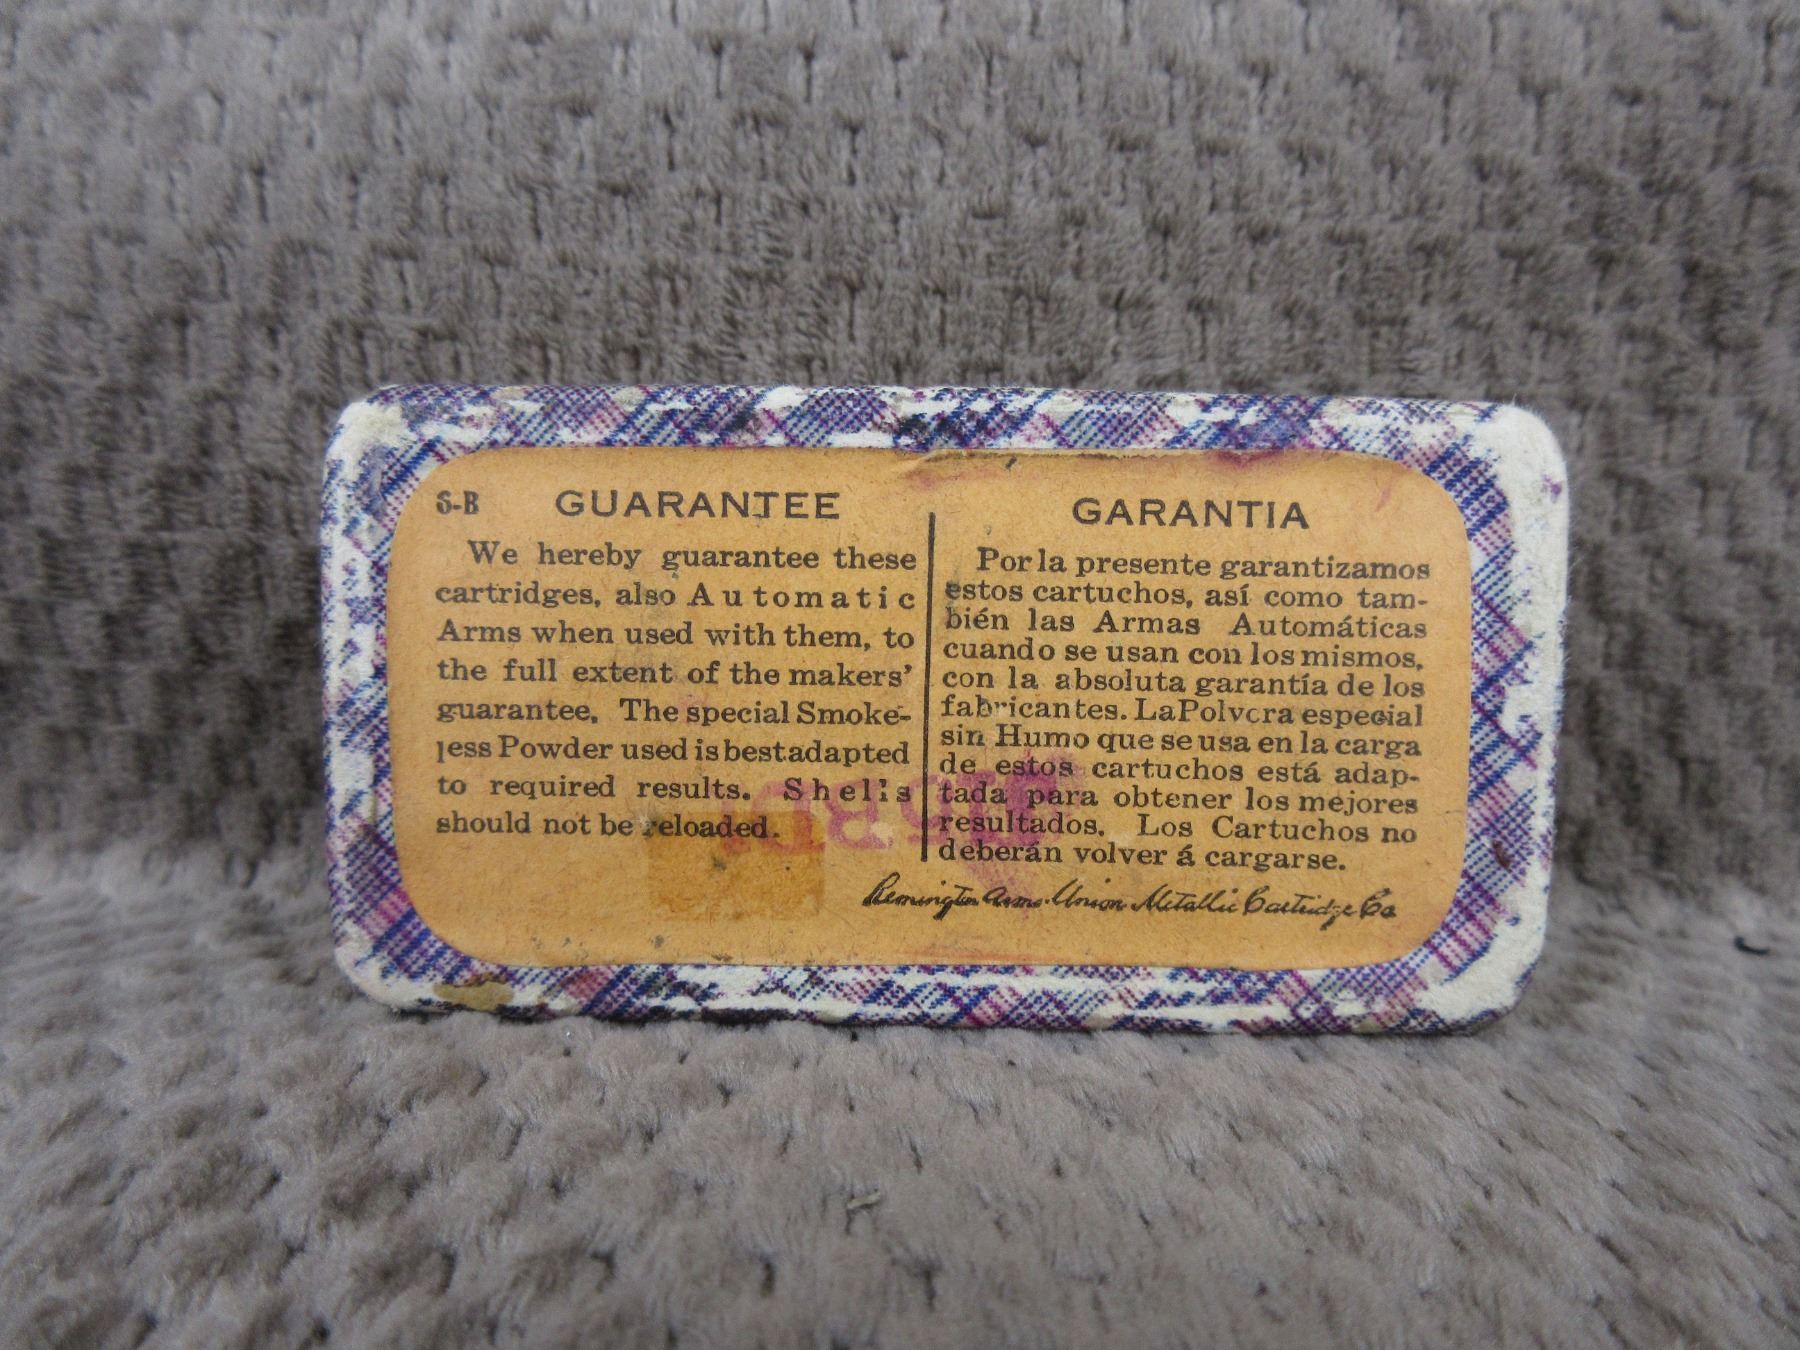 6-B GUARANTEE
We hereby guarantee these
cartridges, also Automatic
Arms when used with them, to
the full extent of the makers'
guarantee. The special Smoke-
less Powder used is best adapted
to required results. Shells
should not be reloaded.
GARANTIA
Por la presente garantizamos
estos cartuchos, así como tam-
bién las Armas Automáticas
cuando se usan con los mismos,
con la absoluta garantía de los
fabricantes. La Polvora especial
sin Humo que se usa en la carga
de estos cartuchos está adap-
tada para obtener los mejores
resultados. Los Cartuchos no
deberán volver á cargarse.
Remington Arms-Union Metallic Cartridge Co